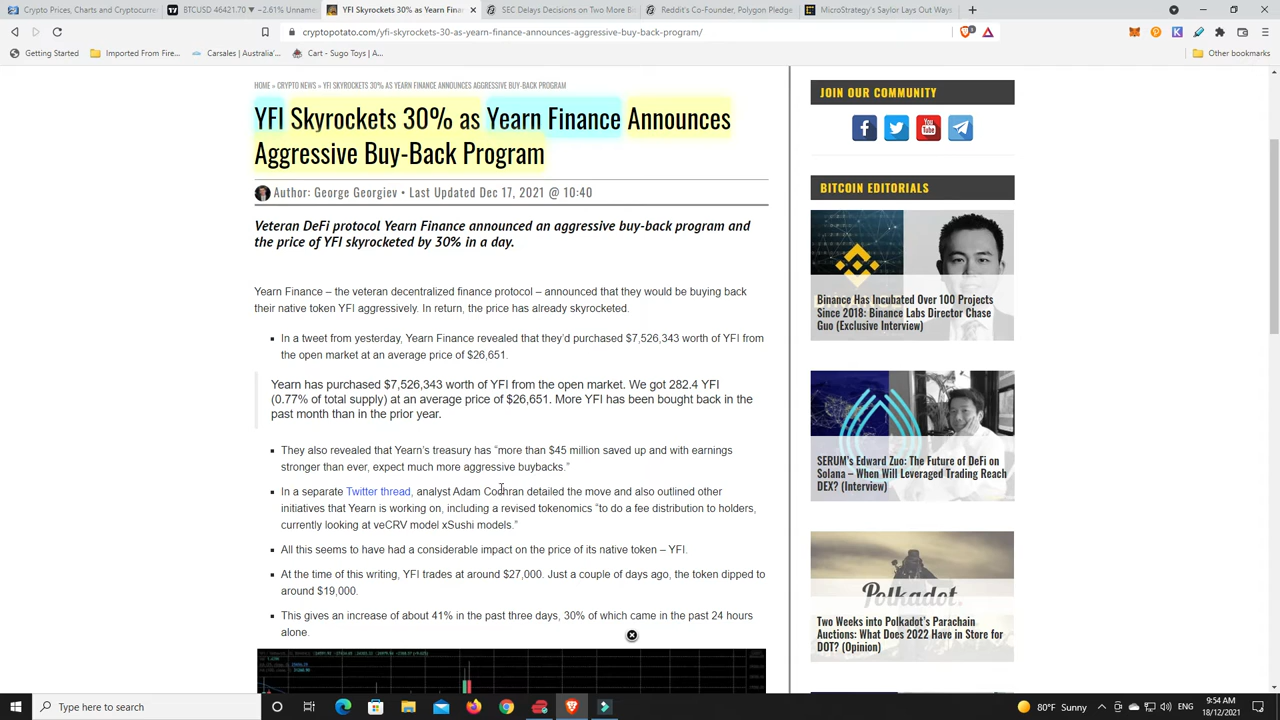 Crypto Prices, Charts and Cryptocurr
BTCUSD 46421.70 ▼ −2.61% Unnam
YFI Skyrockets 30% as Yearn Finan
SEC Delays Decisions on Two More Bi
Reddit's Co-Founder, Polygon Pledge
MicroStrategy's Saylor Lays Out Ways
cryptopotato.com/yfi-skyrockets-30-as-yearn-finance-announces-aggressive-buy-back-program/
Getting Started
Imported From Fire...
Carsales | Australia's...
Cart - Sugo Toys | A...
Other bookmarks
HOME » CRYPTO NEWS » YFI SKYROCKETS 30% AS YEARN FINANCE ANNOUNCES AGGRESSIVE BUY-BACK PROGRAM
YFI Skyrockets 30% as Yearn Finance Announces
Aggressive Buy-Back Program
Author: George Georgiev • Last Updated Dec 17, 2021 @ 10:40
Veteran DeFi protocol Yearn Finance announced an aggressive buy-back program and
the price of YFI skyrocketed by 30% in a day.
Yearn Finance – the veteran decentralized finance protocol – announced that they would be buying back
their native token YFI aggressively. In return, the price has already skyrocketed.
In a tweet from yesterday, Yearn Finance revealed that they'd purchased $7,526,343 worth of YFI from
the open market at an average price of $26,651.
Yearn has purchased $7,526,343 worth of YFI from the open market. We got 282.4 YFI
(0.77% of total supply) at an average price of $26,651. More YFI has been bought back in the
past month than in the prior year.
They also revealed that Yearn's treasury has “more than $45 million saved up and with earnings
stronger than ever, expect much more aggressive buybacks.”
In a separate Twitter thread, analyst Adam Cochran detailed the move and also outlined other
initiatives that Yearn is working on, including a revised tokenomics “to do a fee distribution to holders,
currently looking at veCRV model xSushi models.”
All this seems to have had a considerable impact on the price of its native token – YFI.
At the time of this writing, YFI trades at around $27,000. Just a couple of days ago, the token dipped to
around $19,000.
This gives an increase of about 41% in the past three days, 30% of which came in the past 24 hours
alone.
JOIN OUR COMMUNITY
You
Tube
BITCOIN EDITORIALS
Binance Has Incubated Over 100 Projects
Since 2018: Binance Labs Director Chase
Guo (Exclusive Interview)
SERUM's Edward Zuo: The Future of DeFi on
Solana – When Will Leveraged Trading Reach
DEX? (Interview)
Polkadot.
Two Weeks into Polkadot's Parachain
Auctions: What Does 2022 Have in Store for
DOT? (Opinion)
Type here to search
80°F Sunny
ENG
9:54 AM
18/12/2021